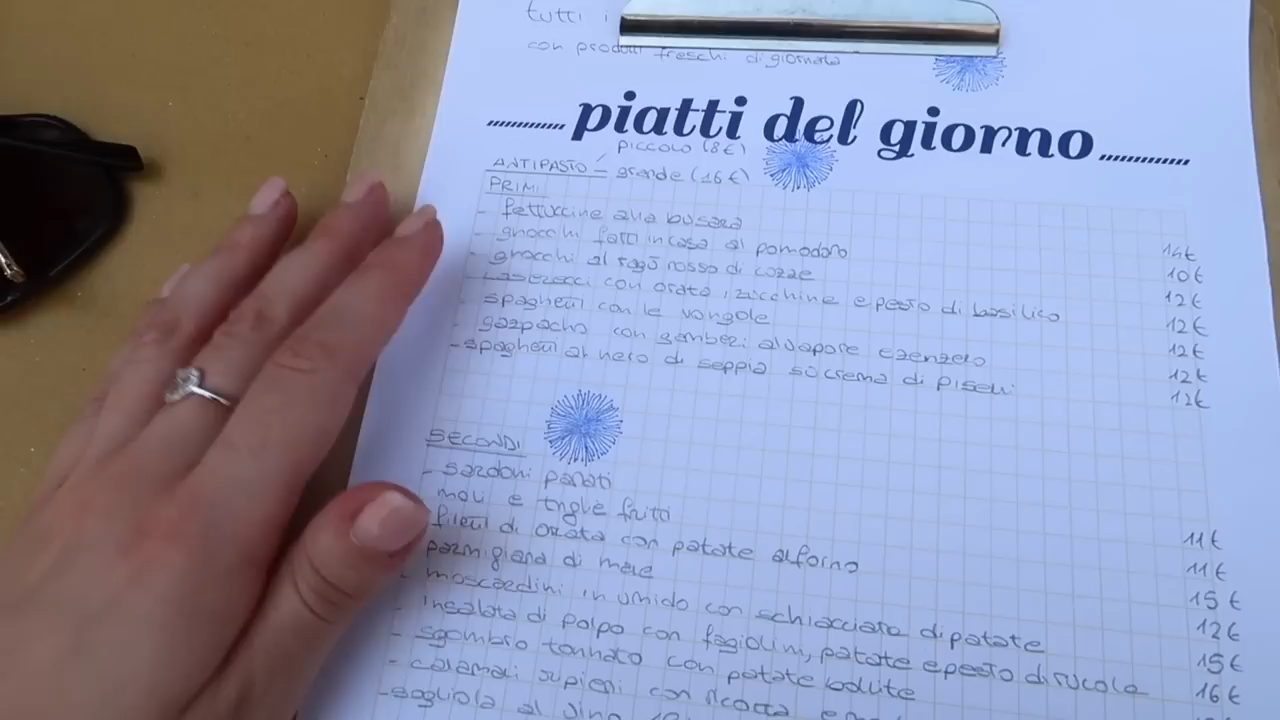 tutti i
con prodotti freschi di giornata
piatti del giorno
piccolo (8€)
ANTIPASTO - grande (16€)
PRIMI
- fettuccine alla busara 14€
- gnocchi fatti in casa al pomodoro 10€
- gnocchi al ragù rosso di cozze 12€
- casarecci con orata, zucchine e pesto di basilico 12€
- spaghetti con le vongole 12€
- gazpacho con gamberi al vapore e zenzero 12€
- spaghetti al nero di seppia su crema di piselli 12€
SECONDI
- sardoni panati 11€
moli e triglie fritti 11€
filetti di orata con patate al forno 15€
parmigiana di mare 12€
- moscardini in umido con schiacciata di patate 15€
- insalata di polpo con fagiolini, patate e pesto di rucola 16€
- sgombro tonnato con patate bollite
- calamari ripieni con ricotta e
- sogliola al vino